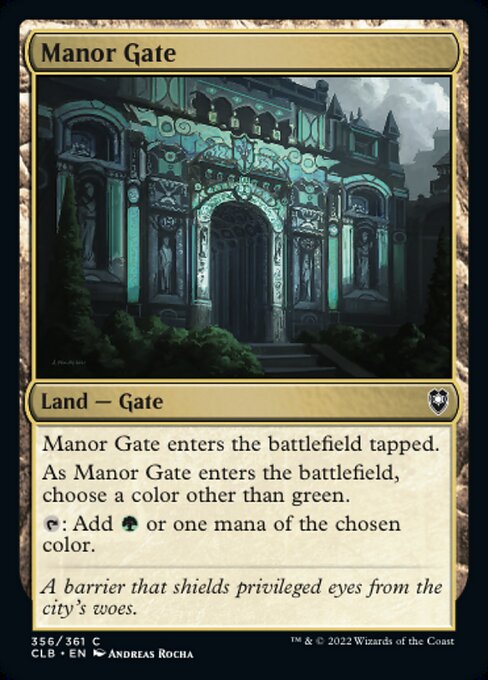 Manor Gate
Land — Gate
Manor Gate enters the battlefield tapped.
As Manor Gate enters the battlefield,
choose a color other than green.
: Add or one mana of the chosen
color.
A barrier that shields privileged eyes from the
city's woes.
356/361 C
™ & © 2022 Wizards of the Coast
CLB • EN Andreas Rocha